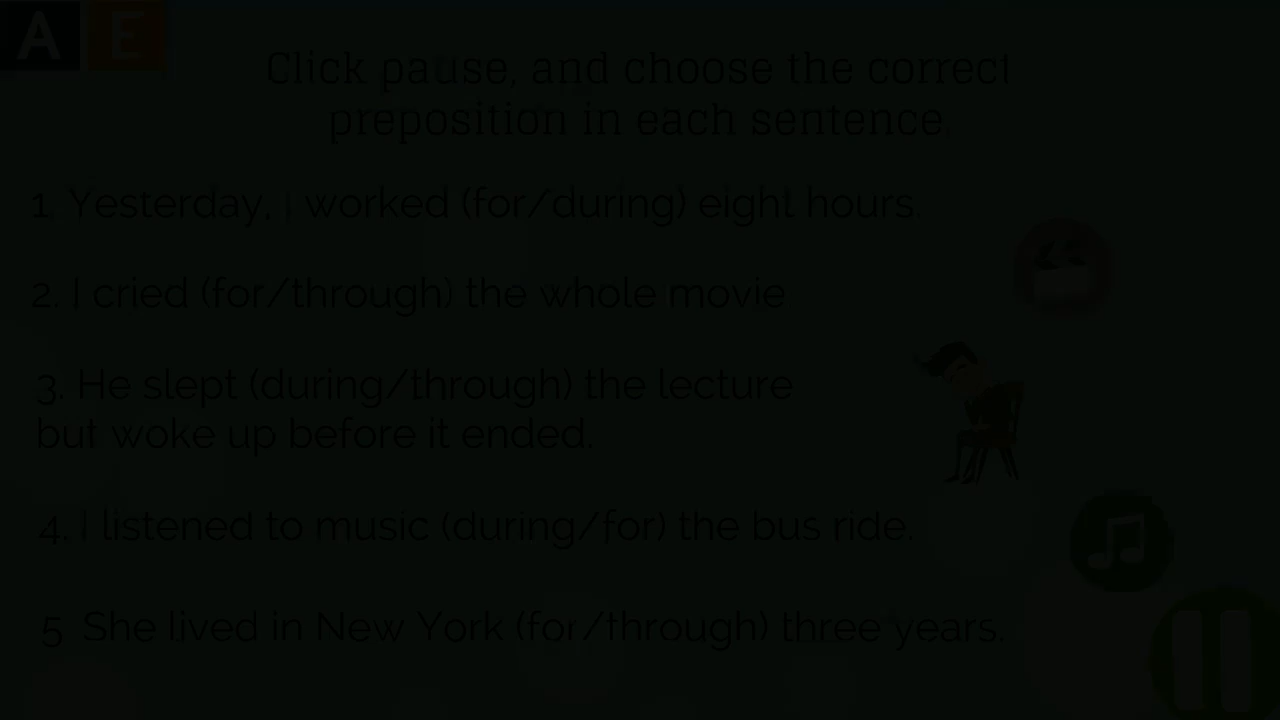 A E
Click pause, and choose the correct
preposition in each sentence.
1. Yesterday, I worked (for/during) eight hours.
2. I cried (for/through) the whole movie
3. He slept (during/through) the lecture
but woke up before it ended.
4. I listened to music (during/for) the bus ride.
5 She lived in New York (for/through) three years.